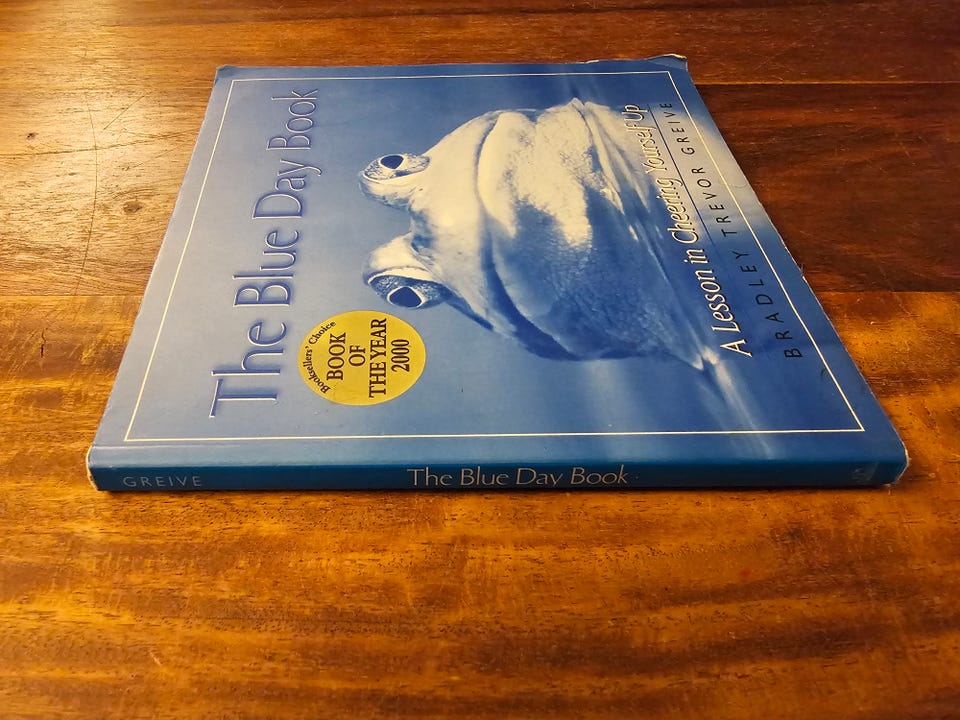 The Blue Day Book
Booksellers' Choice
BOOK
OF
THE YEAR
2000
A Lesson in Cheering Yourself Up
BRADLEY TREVOR GREIVE
GREIVE
The Blue Day Book